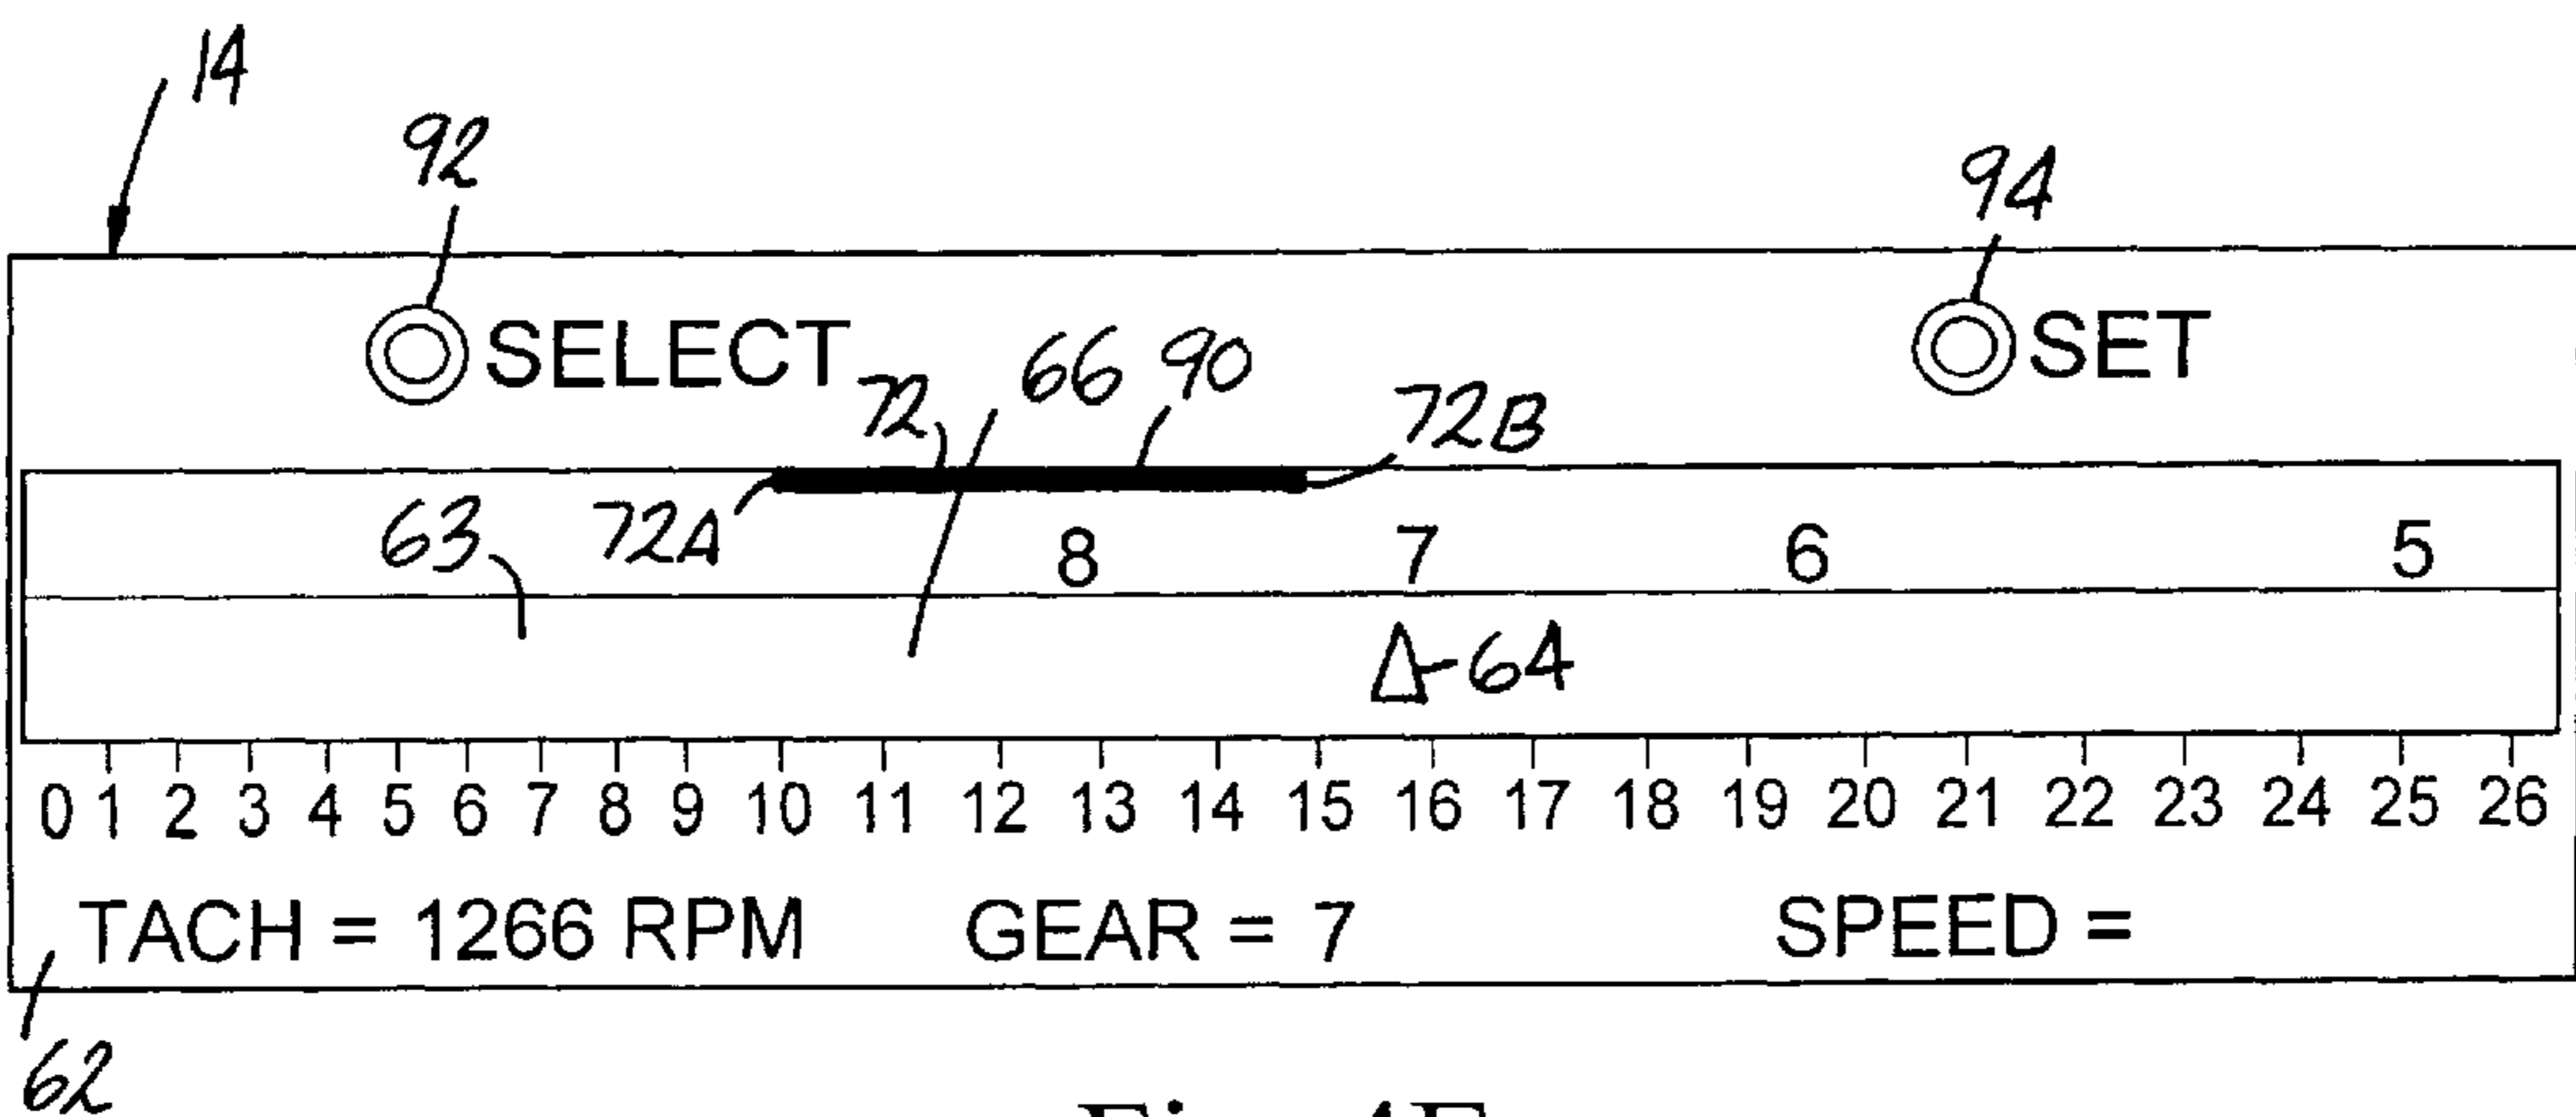 14
92
94
SELECT
SET
72 66 90 72B
63 72A
8 7 6 5
64
0 1 2 3 4 5 6 7 8 9 10 11 12 13 14 15 16 17 18 19 20 21 22 23 24 25 26
TACH = 1266 RPM GEAR = 7 SPEED =
62